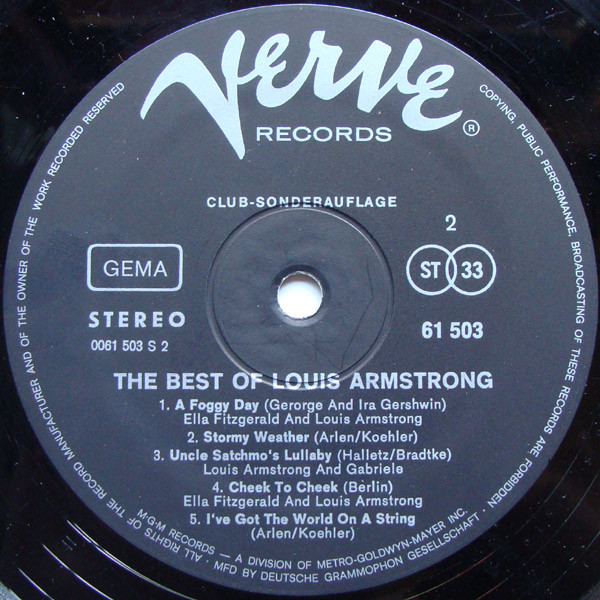 Verve
RECORDS ®
CLUB-SONDERAUFLAGE
2
GEMA
ST 33
STEREO
61 503
0061 503 S 2
THE BEST OF LOUIS ARMSTRONG
1. A Foggy Day (Gerorge And Ira Gershwin)
Ella Fitzgerald And Louis Armstrong
2. Stormy Weather (Arlen/Koehler)
3. Uncle Satchmo's Lullaby (Halletz/Bradtke)
Louis Armstrong And Gabriele
4. Cheek To Cheek (Berlin)
Ella Fitzgerald And Louis Armstrong
5. I've Got The World On A String
(Arlen/Koehler)
M·G·M RECORDS — A DIVISION OF METRO-GOLDWYN-MAYER INC.
ALL RIGHTS OF THE RECORD MANUFACTURER AND OF THE OWNER OF THE WORK RECORDED RESERVED
COPYING, PUBLIC PERFORMANCE, BROADCASTING OF THESE RECORDS ARE FORBIDDEN
· MFD BY DEUTSCHE GRAMMOPHON GESELLSCHAFT ·